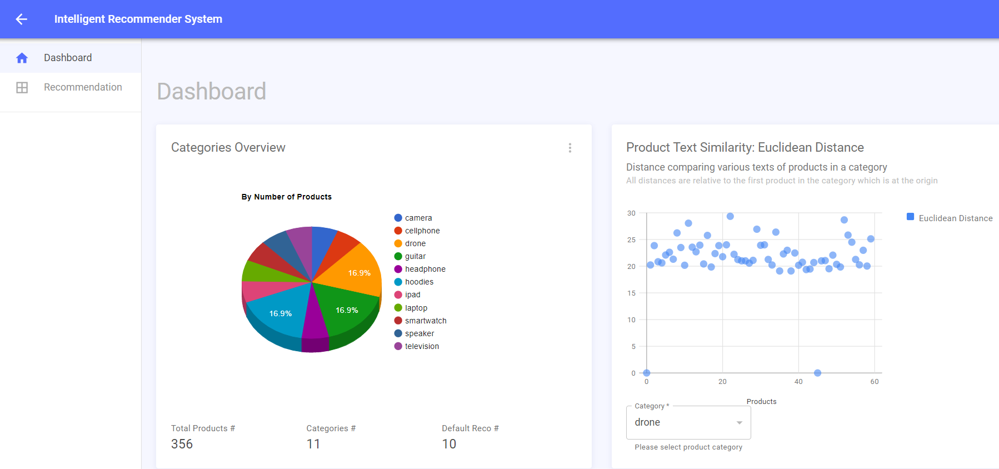 Intelligent Recommender System
Dashboard
Recommendation
Dashboard
Categories Overview
By Number of Products
camera
cellphone
drone
guitar
headphone
hoodies
ipad
laptop
smartwatch
speaker
television
16.9%
16.9%
16.9%
Total Products #
356
Categories #
11
Default Reco #
10
Product Text Similarity: Euclidean Distance
Distance comparing various texts of products in a category
All distances are relative to the first product in the category which is at the origin
30
25
20
15
10
5
0
0
20
40
60
Euclidean Distance
Products
Category *
drone
Please select product category